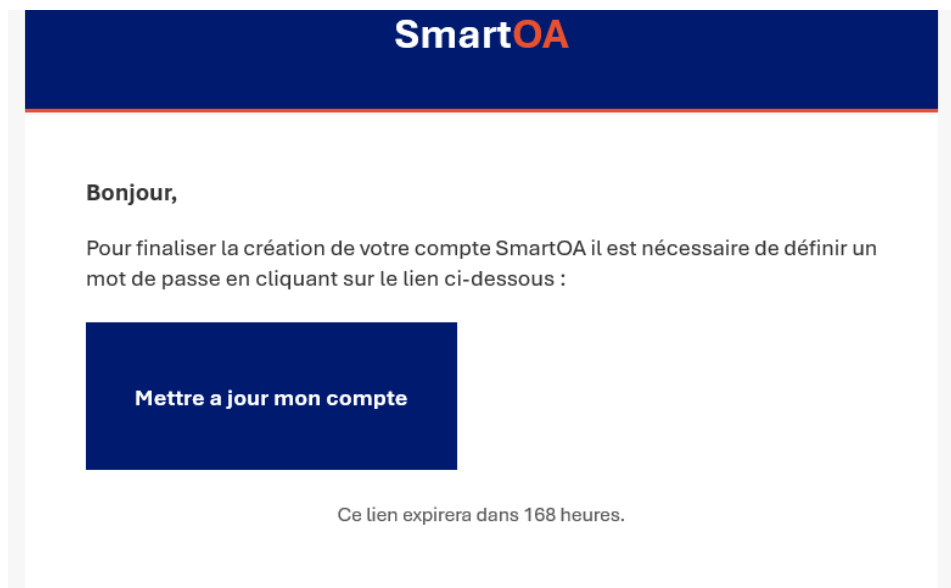 SmartOA
Bonjour,
Pour finaliser la création de votre compte SmartOA il est nécessaire de définir un
mot de passe en cliquant sur le lien ci-dessous :
Mettre a jour mon compte
Ce lien expirera dans 168 heures.